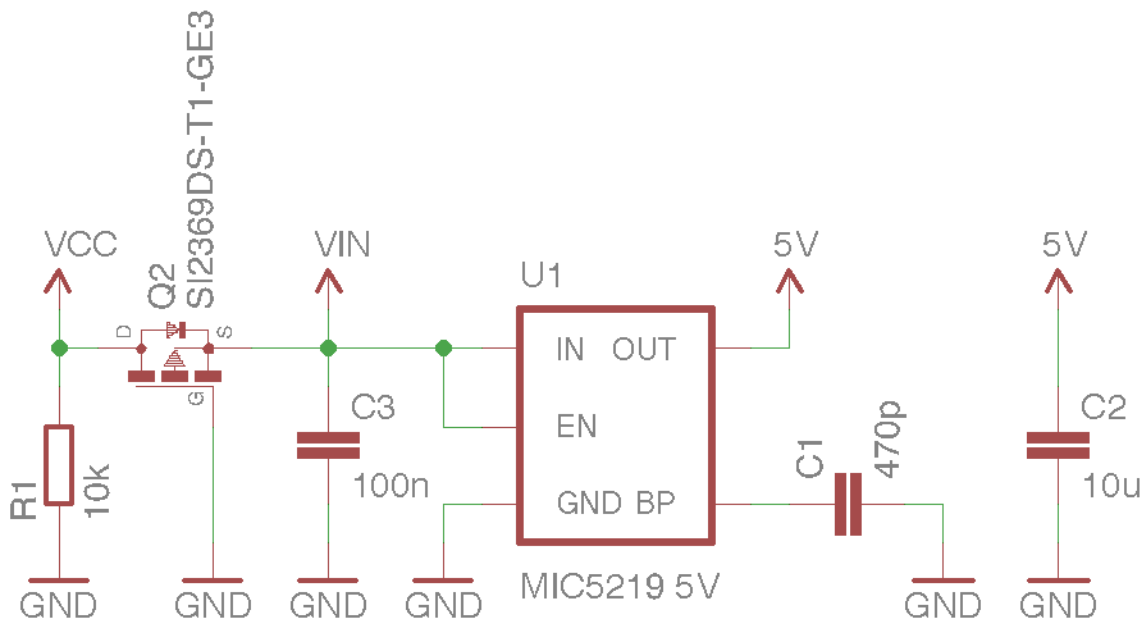 SI2369DS-T1-GE3
Q2
VCC
VIN
5V
5V
U1
D
S
G
IN OUT
EN
GND BP
C3
100n
C1
470p
C2
10u
R1
10k
MIC5219 5V
GND
GND
GND
GND
GND
GND